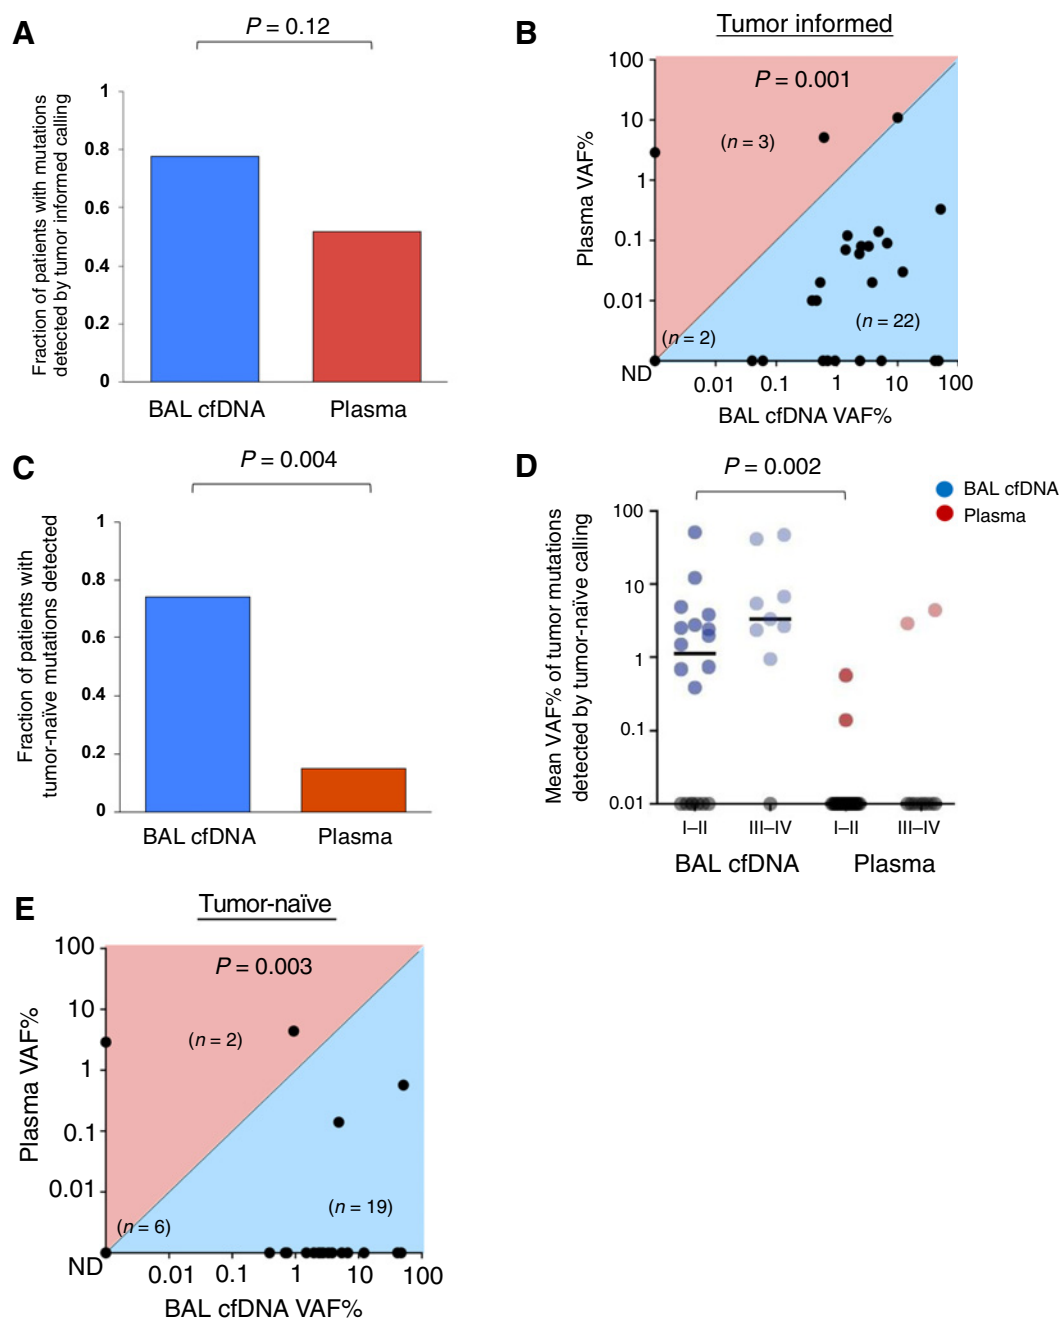 A
P = 0.12
Fraction of patients with mutations
detected by tumor informed calling
1
0.8
0.6
0.4
0.2
0
BAL cfDNA
Plasma
B
Tumor informed
P = 0.001
(n = 3)
(n = 22)
(n = 2)
Plasma VAF%
100
10
1
0.1
0.01
ND
0.01
0.1
1
10
100
BAL cfDNA VAF%
C
P = 0.004
Fraction of patients with
tumor-naïve mutations detected
1
0.8
0.6
0.4
0.2
0
BAL cfDNA
Plasma
D
P = 0.002
BAL cfDNA
Plasma
Mean VAF% of tumor mutations
detected by tumor-naïve calling
100
10
1
0.1
0.01
I–II
III–IV
I–II
III–IV
BAL cfDNA
Plasma
E
Tumor-naïve
P = 0.003
(n = 2)
(n = 19)
(n = 6)
Plasma VAF%
100
10
1
0.1
0.01
ND
0.01
0.1
1
10
100
BAL cfDNA VAF%